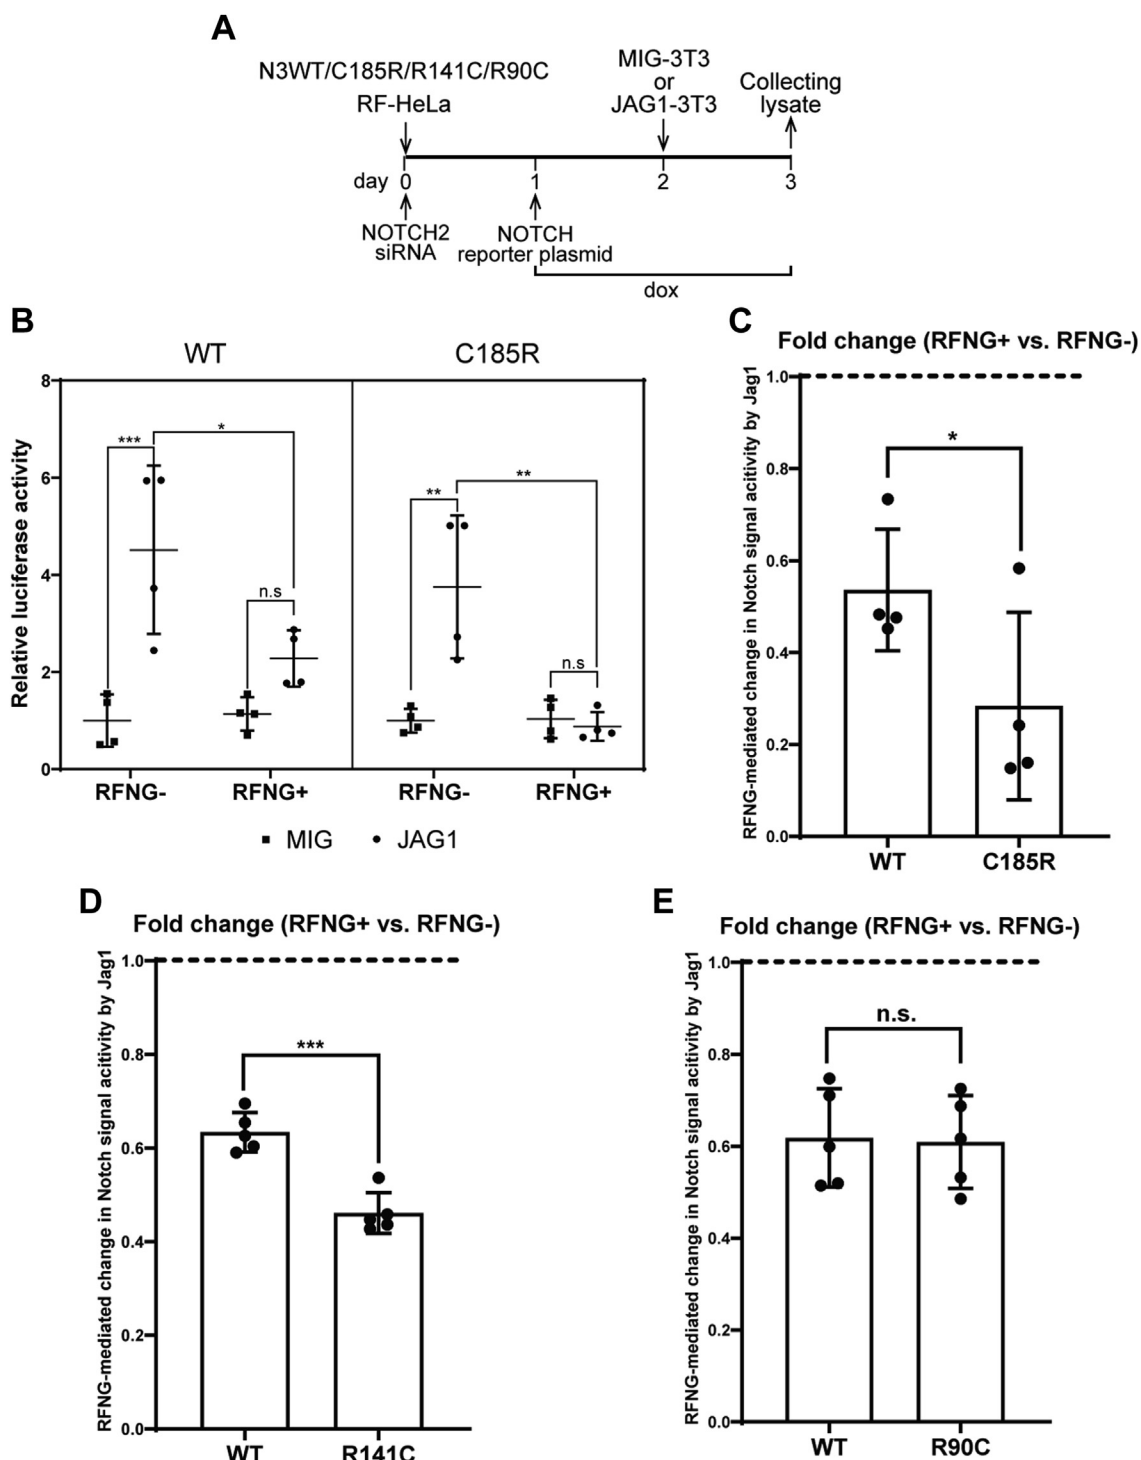 A
N3WT/C185R/R141C/R90C
RF-HeLa
MIG-3T3
or
JAG1-3T3
Collecting
lysate
day 0 1 2 3
NOTCH2
siRNA
NOTCH
reporter plasmid
dox
B
WT
C185R
Relative luciferase activity
8
6
4
2
0
***
*
n.s
**
**
n.s
RFNG-
RFNG+
RFNG-
RFNG+
MIG
JAG1
C
Fold change (RFNG+ vs. RFNG-)
RFNG-mediated change in Notch signal acitivity by Jag1
1.0
0.8
0.6
0.4
0.2
0.0
*
WT
C185R
D
Fold change (RFNG+ vs. RFNG-)
RFNG-mediated change in Notch signal acitivity by Jag1
1.0
0.8
0.6
0.4
0.2
0.0
***
WT
R141C
E
Fold change (RFNG+ vs. RFNG-)
RFNG-mediated change in Notch signal acitivity by Jag1
1.0
0.8
0.6
0.4
0.2
0.0
n.s.
WT
R90C